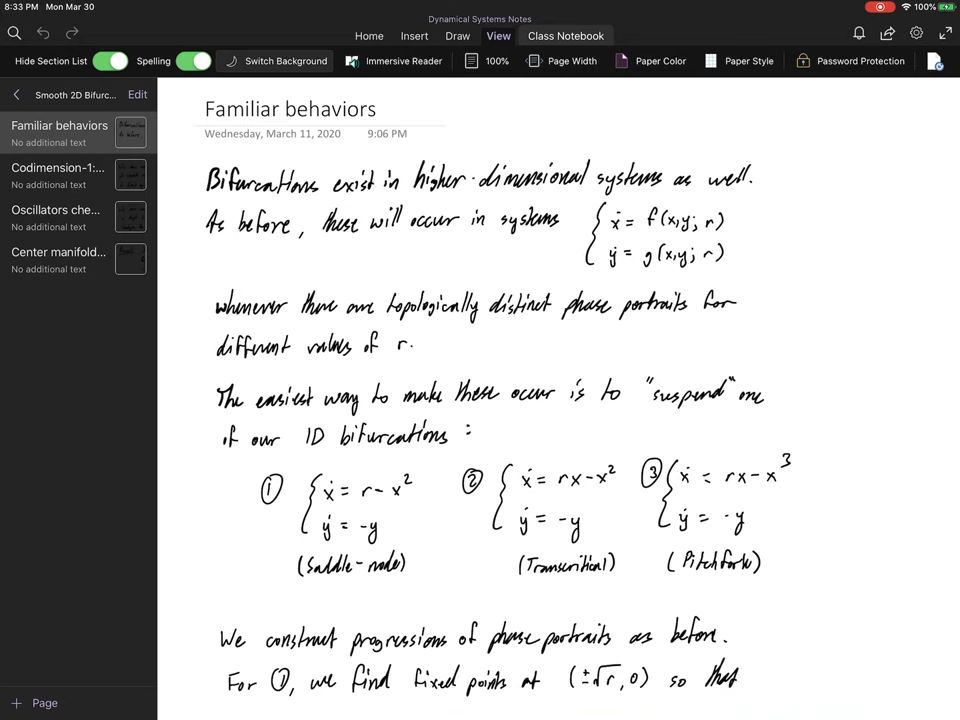 8:33 PM Mon Mar 30
100%
Dynamical Systems Notes
Home Insert Draw View Class Notebook
Hide Section List Spelling Switch Background Immersive Reader 100% Page Width Paper Color Paper Style Password Protection
Smooth 2D Bifurc... Edit
Familiar behaviors
No additional text
Codimension-1:...
No additional text
Oscillators che...
No additional text
Center manifold...
No additional text
+ Page
Familiar behaviors
Wednesday, March 11, 2020 9:06 PM
Bifurcations exist in higher-dimensional systems as well.
As before, these will occur in systems { ẋ = f(x,y; r)
ẏ = g(x,y; r)
whenever there are topologically distinct phase portraits for
different values of r.
The easiest way to make these occur is to "suspend" one
of our 1D bifurcations :
① { ẋ = r - x² ② { ẋ = rx - x² ③ { ẋ = rx - x³
ẏ = -y ẏ = -y ẏ = -y
(Saddle-node) (Transcritical) (Pitchfork)
We construct progressions of phase portraits as before.
For ①, we find fixed points at (±√r, 0) so that